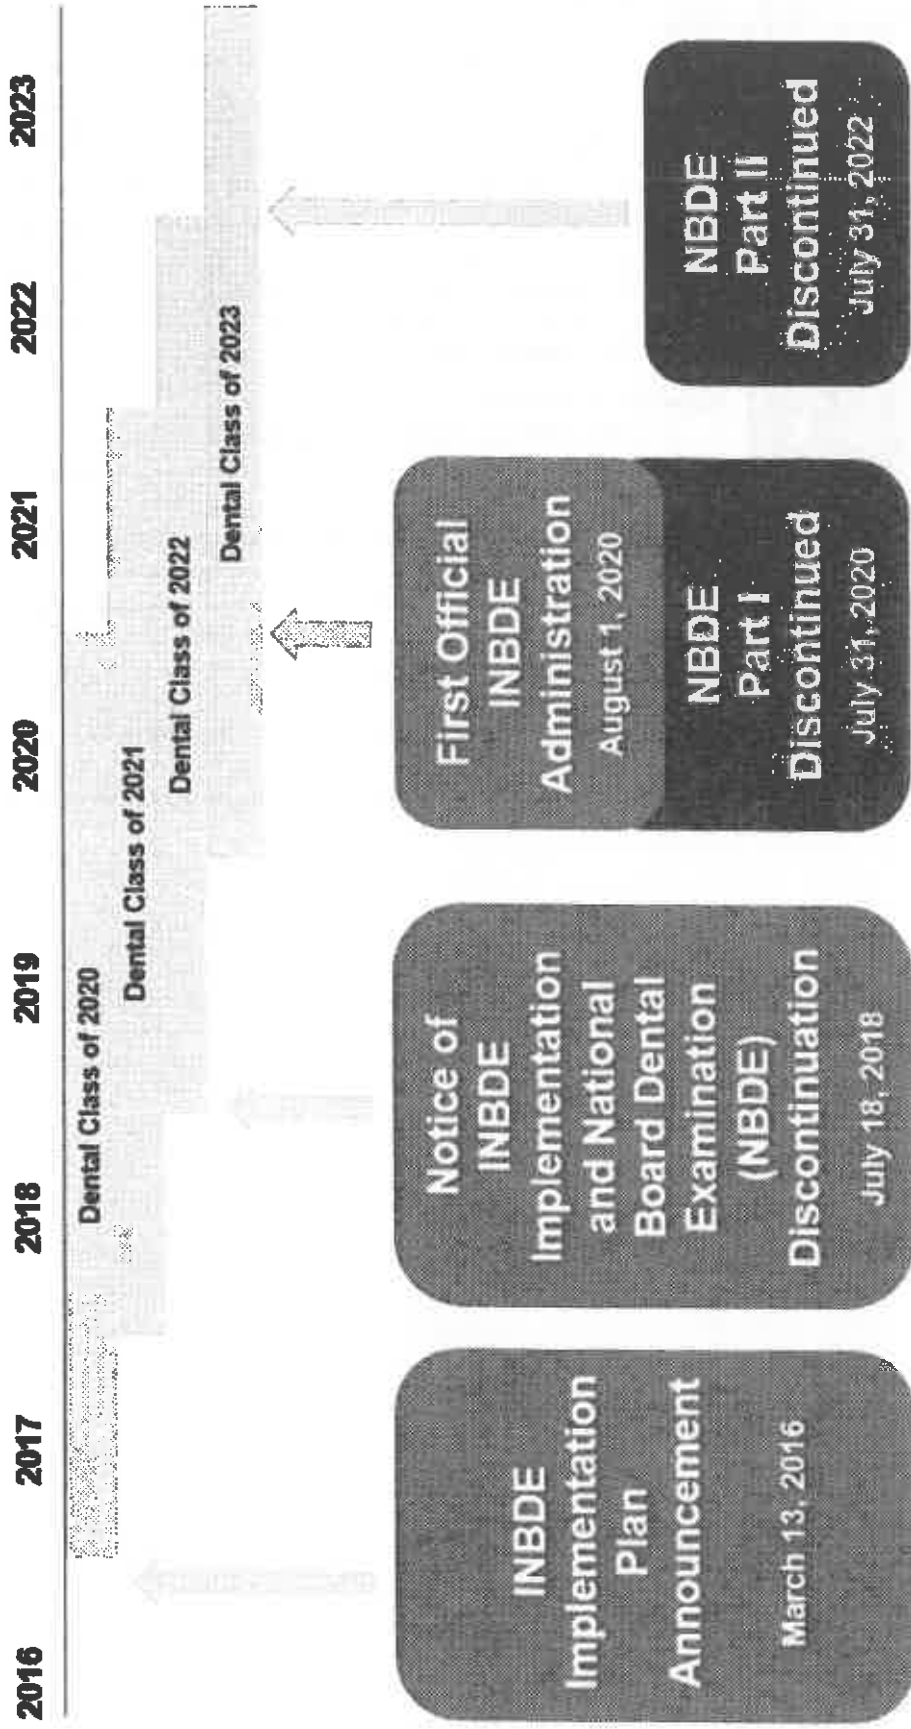 2016 2017 2018 2019 2020 2021 2022 2023
Dental Class of 2020
Dental Class of 2021
Dental Class of 2022
Dental Class of 2023
INBDE
Implementation
Plan
Announcement
March 13, 2016
Notice of
INBDE
Implementation
and National
Board Dental
Examination
(NBDE)
Discontinuation
July 18, 2018
First Official
INBDE
Administration
August 1, 2020
NBDE
Part I
Discontinued
July 31, 2020
NBDE
Part II
Discontinued
July 31, 2022